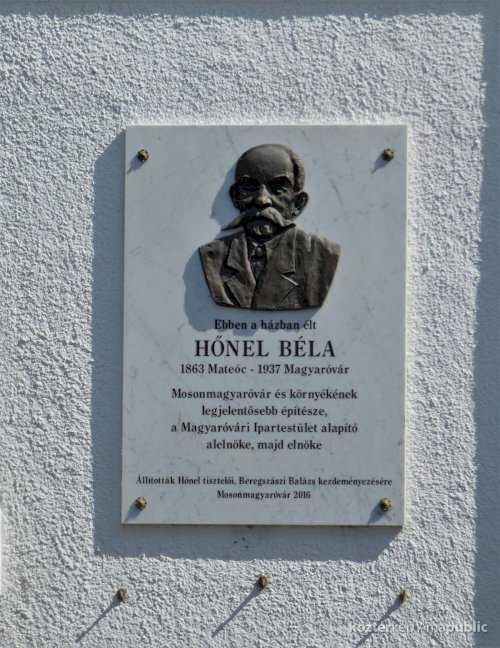 Ebben a házban élt
HŐNEL BÉLA
1863 Mateóc - 1937 Magyaróvár
Mosonmagyaróvár és környékének
legjelentősebb építésze,
a Magyaróvári Ipartestület alapító
alelnöke, majd elnöke
Állították Hőnel tisztelői, Beregszászi Balázs kezdeményezésére
Mosonmagyaróvár 2016